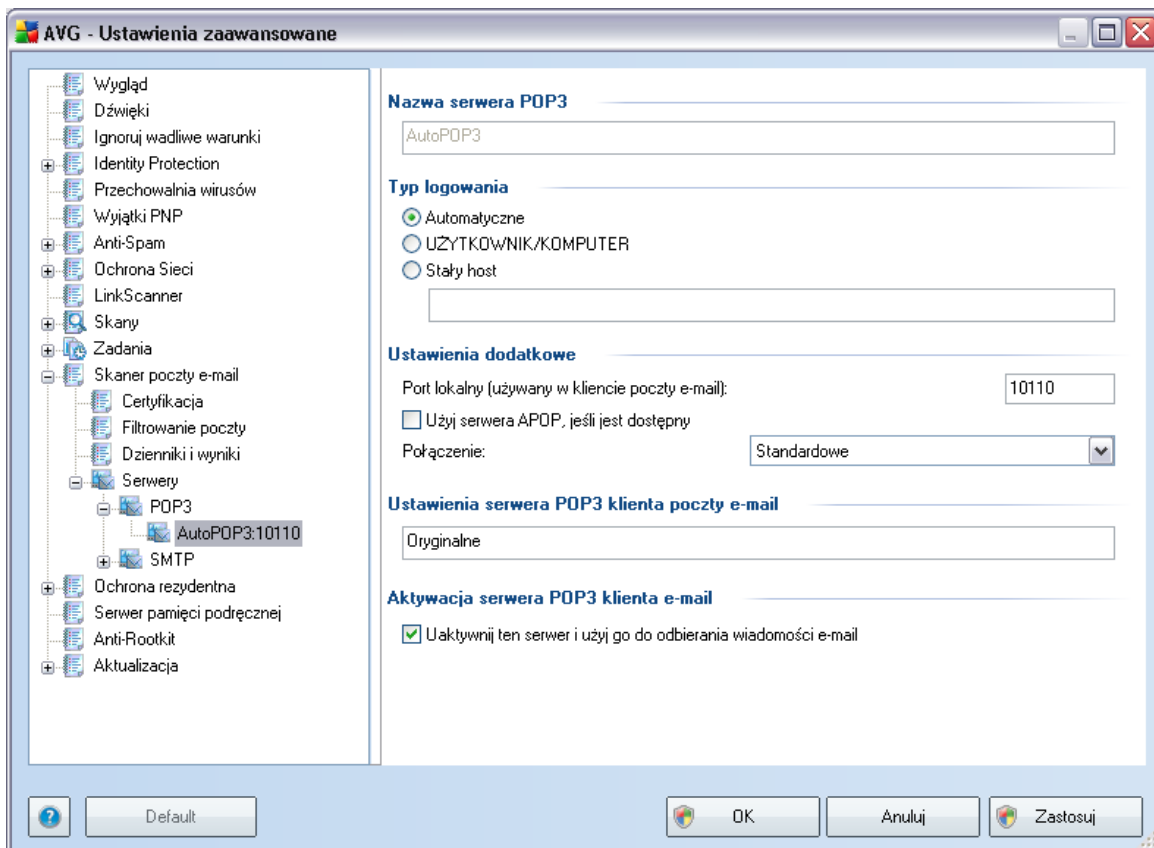 AVG - Ustawienia zaawansowane
Wygląd
Dźwięki
Ignoruj wadliwe warunki
Identity Protection
Przechowalnia wirusów
Wyjątki PNP
Anti-Spam
Ochrona Sieci
LinkScanner
Skany
Zadania
Skaner poczty e-mail
Certyfikacja
Filtrowanie poczty
Dzienniki i wyniki
Serwery
POP3
AutoPOP3:10110
SMTP
Ochrona rezydentna
Serwer pamięci podręcznej
Anti-Rootkit
Aktualizacja
Nazwa serwera POP3
AutoPOP3
Typ logowania
Automatyczne
UŻYTKOWNIK/KOMPUTER
Stały host
Ustawienia dodatkowe
Port lokalny (używany w kliencie poczty e-mail): 10110
Użyj serwera APOP, jeśli jest dostępny
Połączenie: Standardowe
Ustawienia serwera POP3 klienta poczty e-mail
Oryginalne
Aktywacja serwera POP3 klienta e-mail
Uaktywnij ten serwer i użyj go do odbierania wiadomości e-mail
? Default OK Anuluj Zastosuj